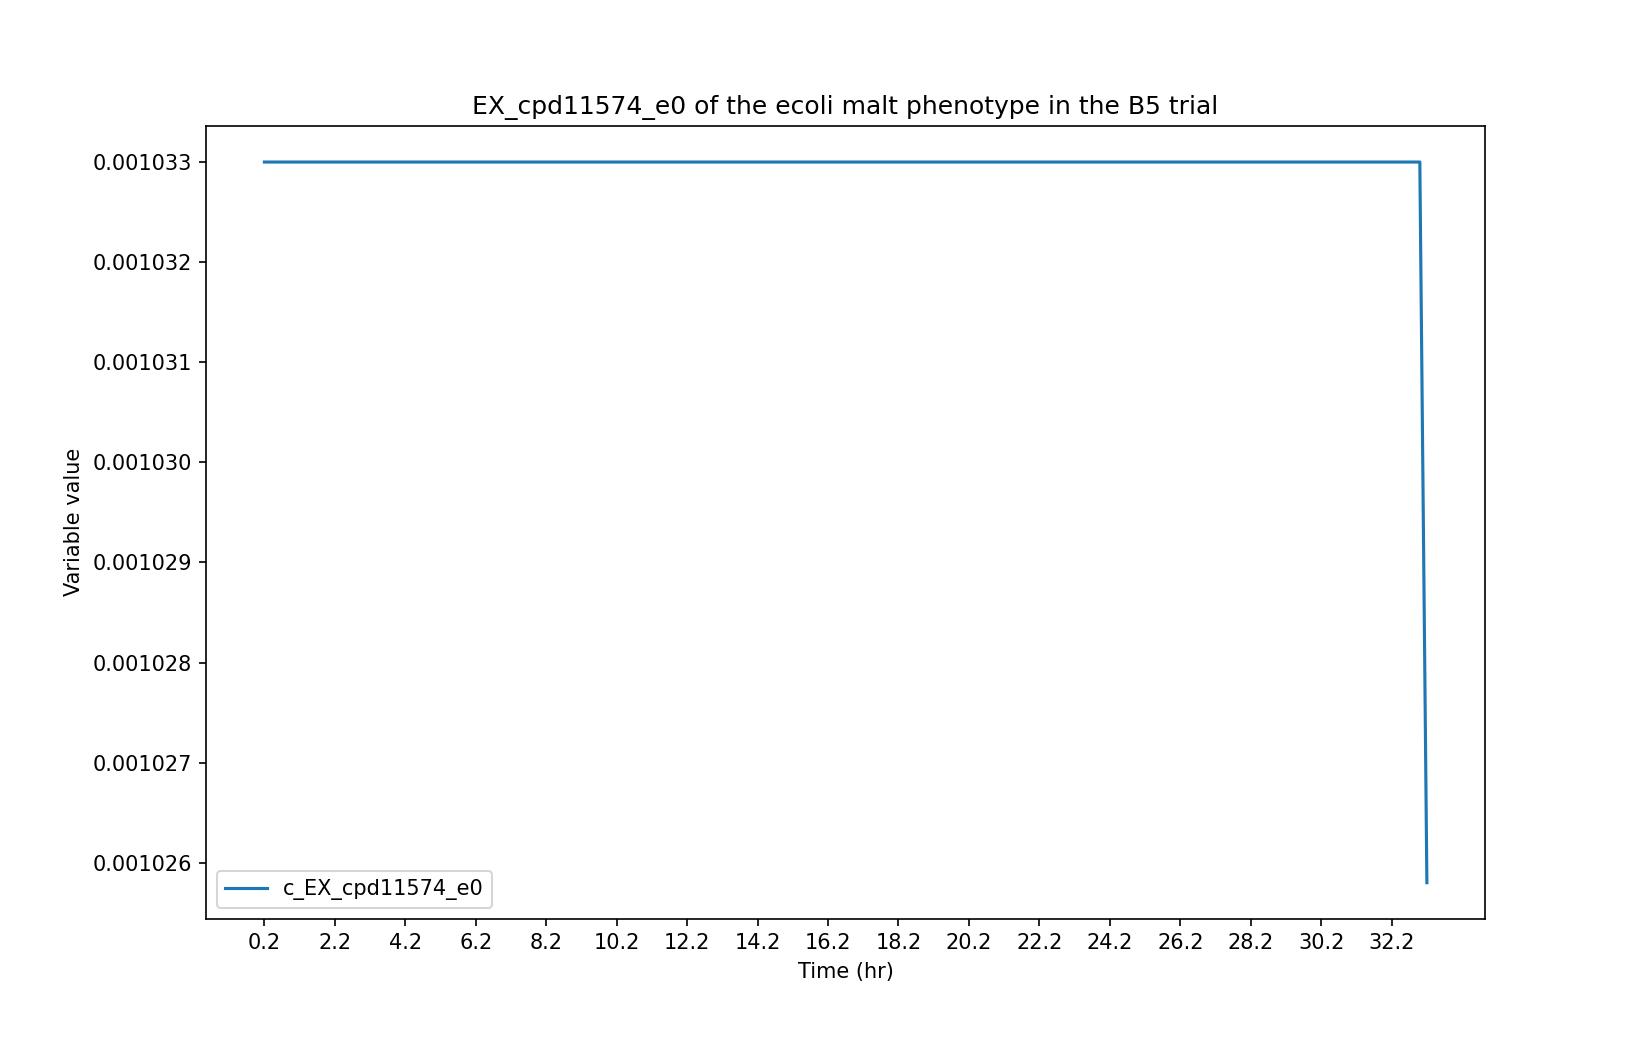 EX_cpd11574_e0 of the ecoli malt phenotype in the B5 trial
0.001033
0.001032
0.001031
0.001030
0.001029
0.001028
0.001027
0.001026
Variable value
c_EX_cpd11574_e0
0.2 2.2 4.2 6.2 8.2 10.2 12.2 14.2 16.2 18.2 20.2 22.2 24.2 26.2 28.2 30.2 32.2
Time (hr)